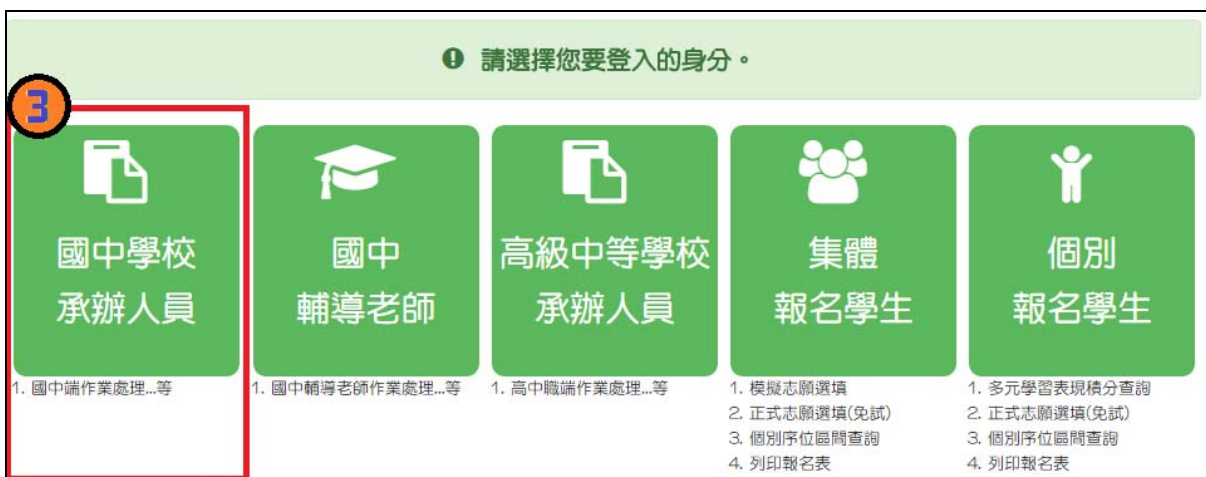 請選擇您要登入的身分。
3
國中學校
承辦人員
1. 國中端作業處理...等
國中
輔導老師
1. 國中輔導老師作業處理...等
高級中等學校
承辦人員
1. 高中職端作業處理...等
集體
報名學生
1. 模擬志願選填
2. 正式志願選填(免試)
3. 個別序位區間查詢
4. 列印報名表
個別
報名學生
1. 多元學習表現積分查詢
2. 正式志願選填(免試)
3. 個別序位區間查詢
4. 列印報名表